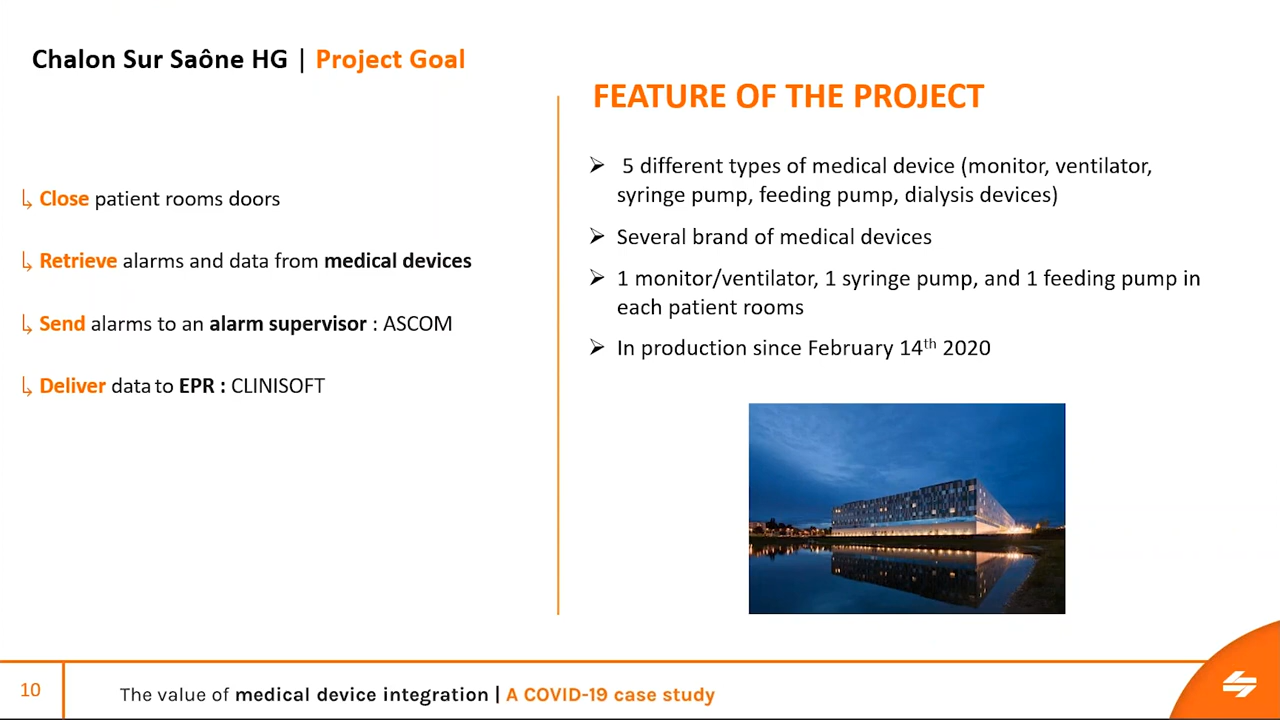 Chalon Sur Saône HG | Project Goal
↳ Close patient rooms doors
↳ Retrieve alarms and data from medical devices
↳ Send alarms to an alarm supervisor : ASCOM
↳ Deliver data to EPR : CLINISOFT
FEATURE OF THE PROJECT
➢ 5 different types of medical device (monitor, ventilator,
syringe pump, feeding pump, dialysis devices)
➢ Several brand of medical devices
➢ 1 monitor/ventilator, 1 syringe pump, and 1 feeding pump in
each patient rooms
➢ In production since February 14th 2020
10
The value of medical device integration | A COVID-19 case study